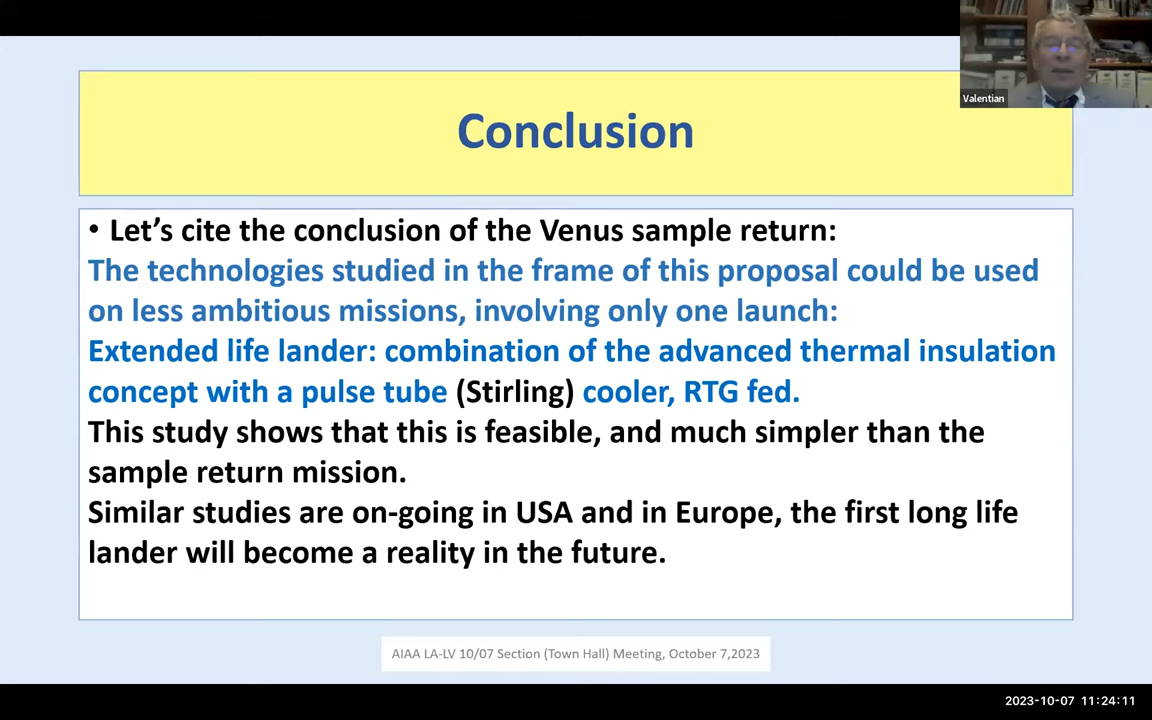 Valentian
Conclusion
• Let's cite the conclusion of the Venus sample return:
The technologies studied in the frame of this proposal could be used
on less ambitious missions, involving only one launch:
Extended life lander: combination of the advanced thermal insulation
concept with a pulse tube (Stirling) cooler, RTG fed.
This study shows that this is feasible, and much simpler than the
sample return mission.
Similar studies are on-going in USA and in Europe, the first long life
lander will become a reality in the future.
AIAA LA-LV 10/07 Section (Town Hall) Meeting, October 7,2023
2023-10-07 11:24:11